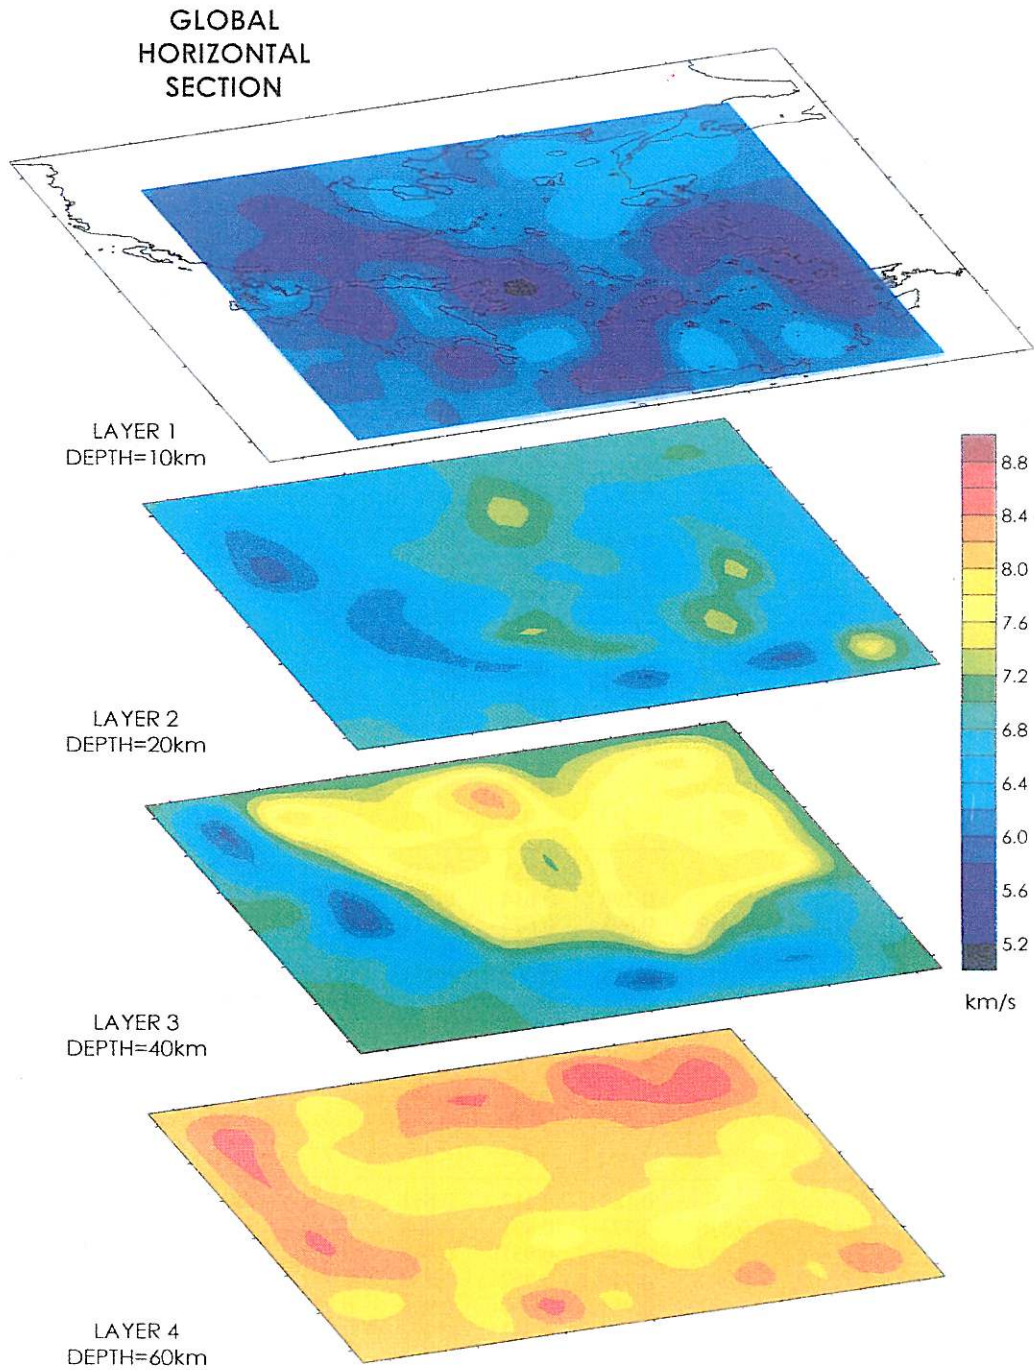 GLOBAL
HORIZONTAL
SECTION
LAYER 1
DEPTH=10km
LAYER 2
DEPTH=20km
LAYER 3
DEPTH=40km
LAYER 4
DEPTH=60km
8.8
8.4
8.0
7.6
7.2
6.8
6.4
6.0
5.6
5.2
km/s